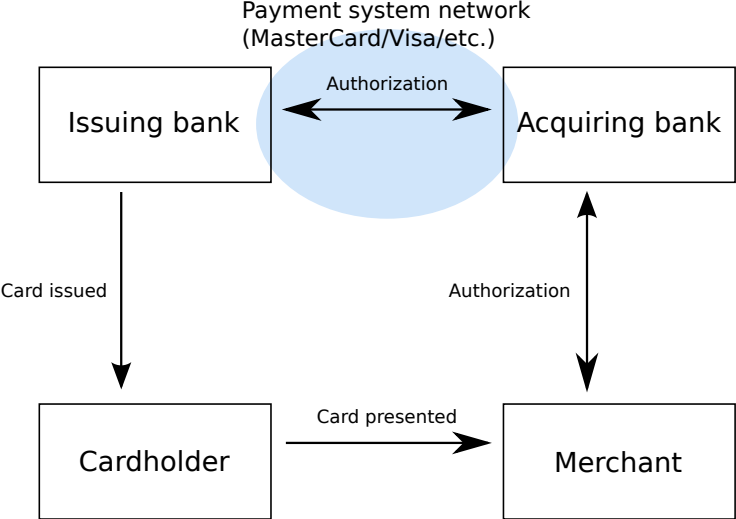 Payment system network
(MasterCard/Visa/etc.)
Authorization
Issuing bank
Acquiring bank
Card issued
Authorization
Card presented
Cardholder
Merchant